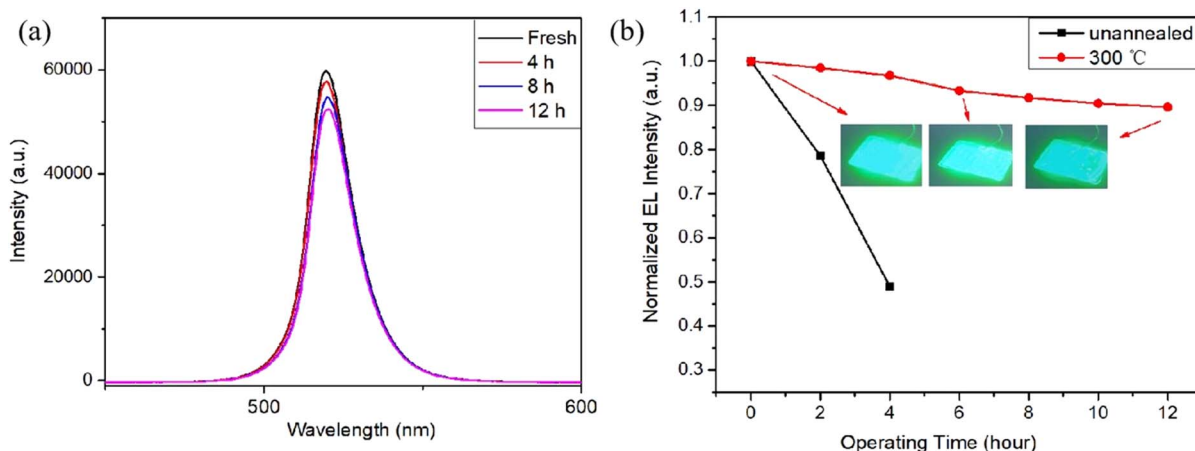 (a)
Fresh
4 h
8 h
12 h
60000
40000
20000
0
Intensity (a.u.)
500
600
Wavelength (nm)
(b)
unannealed
300 ℃
1.1
1.0
0.9
0.8
0.7
0.6
0.5
0.4
0.3
Normalized EL Intensity (a.u.)
0
2
4
6
8
10
12
Operating Time (hour)